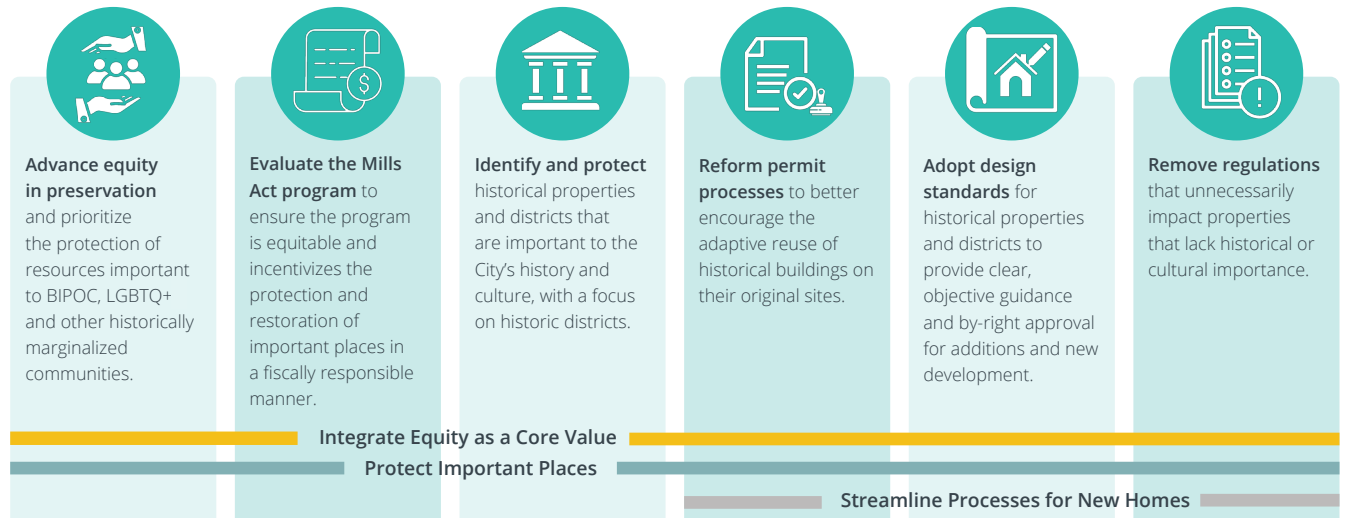 Advance equity
in preservation
and prioritize
the protection of
resources important
to BIPOC, LGBTQ+
and other historically
marginalized
communities.
Evaluate the Mills
Act program to
ensure the program
is equitable and
incentivizes the
protection and
restoration of
important places in
a fiscally responsible
manner.
Identify and protect
historical properties
and districts that
are important to the
City’s history and
culture, with a focus
on historic districts.
Reform permit
processes to better
encourage the
adaptive reuse of
historical buildings on
their original sites.
Adopt design
standards for
historical properties
and districts to
provide clear,
objective guidance
and by-right approval
for additions and new
development.
Remove regulations
that unnecessarily
impact properties
that lack historical or
cultural importance.
Integrate Equity as a Core Value
Protect Important Places
Streamline Processes for New Homes